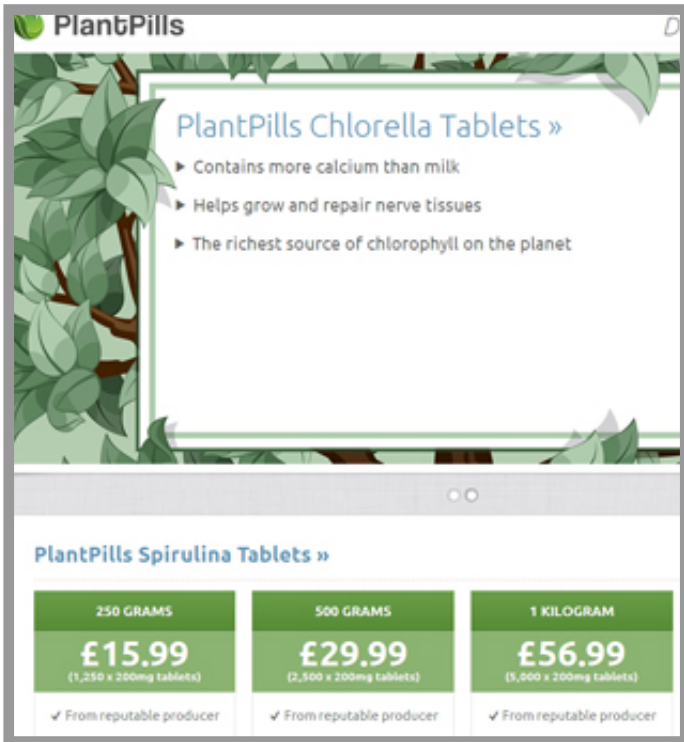 PlantPills
PlantPills Chlorella Tablets »
Contains more calcium than milk
Helps grow and repair nerve tissues
The richest source of chlorophyll on the planet
PlantPills Spirulina Tablets »
250 GRAMS 500 GRAMS 1 KILOGRAM
£15.99 £29.99 £56.99
(1,250 x 200mg tablets) (2,500 x 200mg tablets) (5,000 x 200mg tablets)
✓ From reputable producer ✓ From reputable producer ✓ From reputable producer